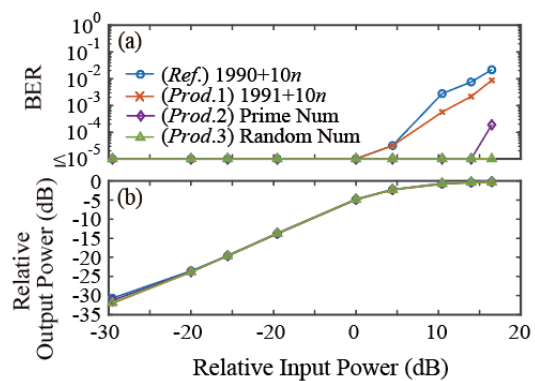 BER
10⁰
10⁻¹
10⁻²
10⁻³
10⁻⁴
≤ 10⁻⁵
(a)
(Ref.) 1990+10n
(Prod.1) 1991+10n
(Prod.2) Prime Num
(Prod.3) Random Num
Relative
Output Power (dB)
0
-5
-10
-15
-20
-25
-30
-35
(b)
-30 -20 -20 0 10 20
Relative Input Power (dB)